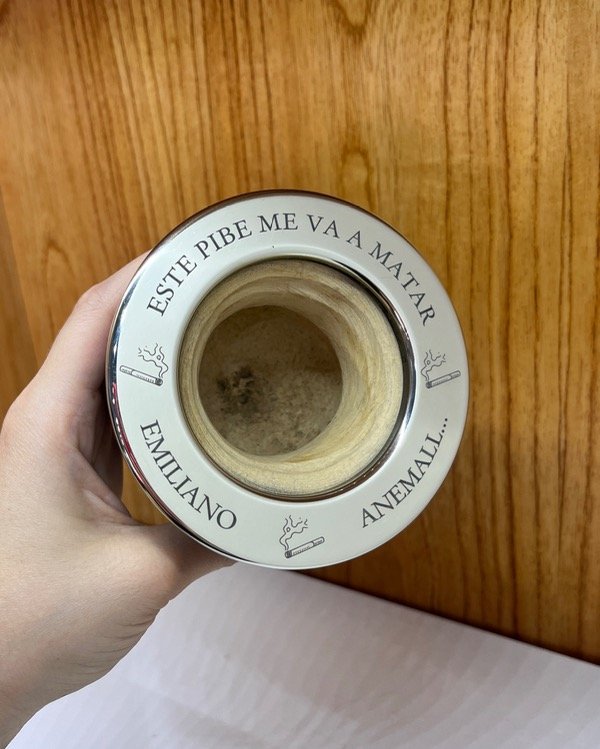 ESTE PIBE ME VA A MATAR
EMILIANO
ANEMALL...